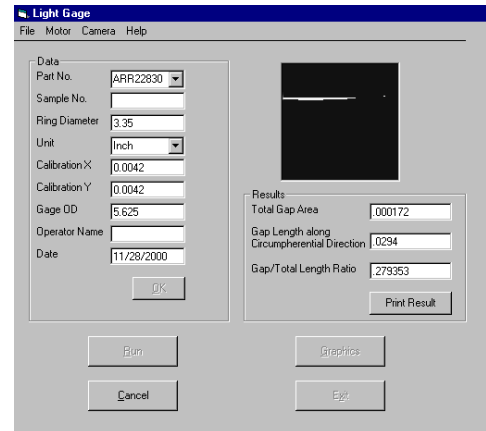 Light Gage
File Motor Camera Help
Data
Part No. ARR22830
Sample No.
Ring Diameter 3.35
Unit Inch
Calibration X 0.0042
Calibration Y 0.0042
Gage OD 5.625
Operator Name
Date 11/28/2000
OK
Results
Total Gap Area .000172
Gap Length along
Circumpherential Direction .0294
Gap/Total Length Ratio .279353
Print Result
Run
Graphics
Cancel
Exit